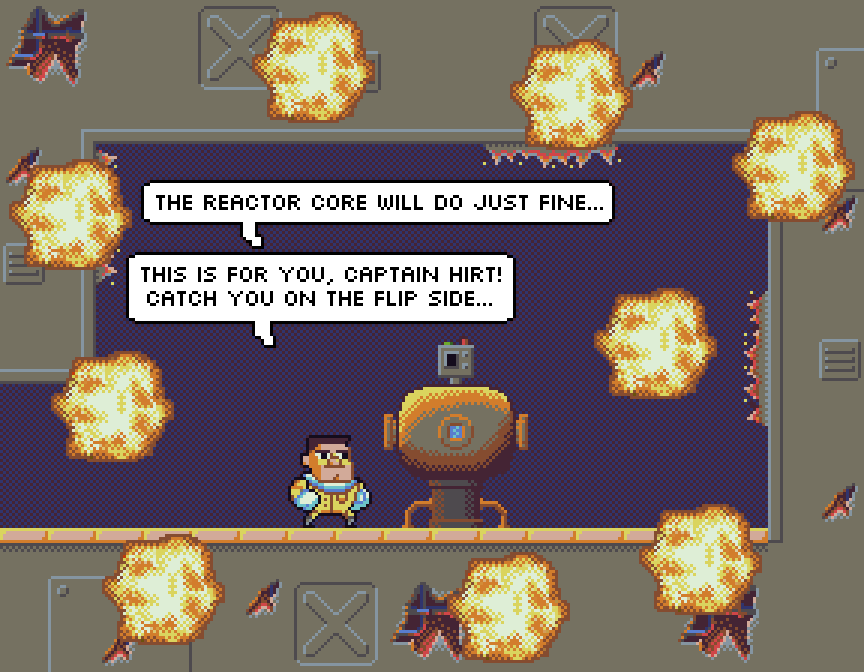 THE REACTOR CORE WILL DO JUST FINE...
THIS IS FOR YOU, CAPTAIN HIRT!
CATCH YOU ON THE FLIP SIDE...